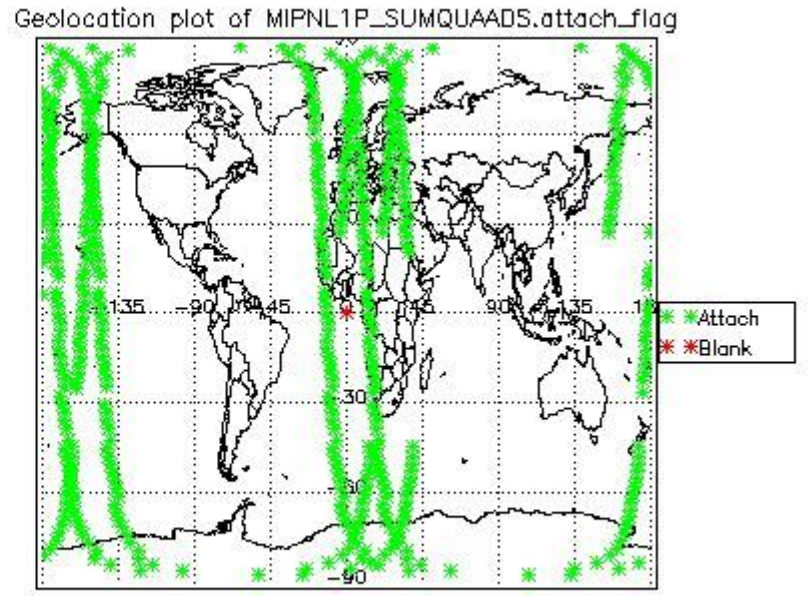 Geolocation plot of MIPNL1P_SUMQUAADS.attach_flag
-135 -90 -45 45 90 135
Attach
Blank
-30
-60
-90